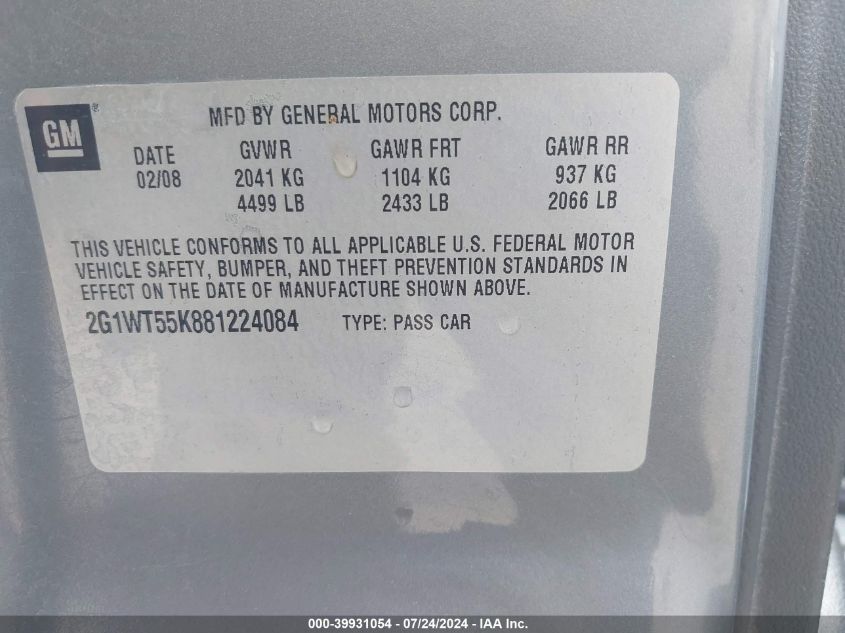 GM
MFD BY GENERAL MOTORS CORP.
DATE GVWR GAWR FRT GAWR RR
02/08 2041 KG 1104 KG 937 KG
4499 LB 2433 LB 2066 LB
THIS VEHICLE CONFORMS TO ALL APPLICABLE U.S. FEDERAL MOTOR
VEHICLE SAFETY, BUMPER, AND THEFT PREVENTION STANDARDS IN
EFFECT ON THE DATE OF MANUFACTURE SHOWN ABOVE.
2G1WT55K881224084 TYPE: PASS CAR
000-39931054 / 07/24/2024 - IAA Inc.